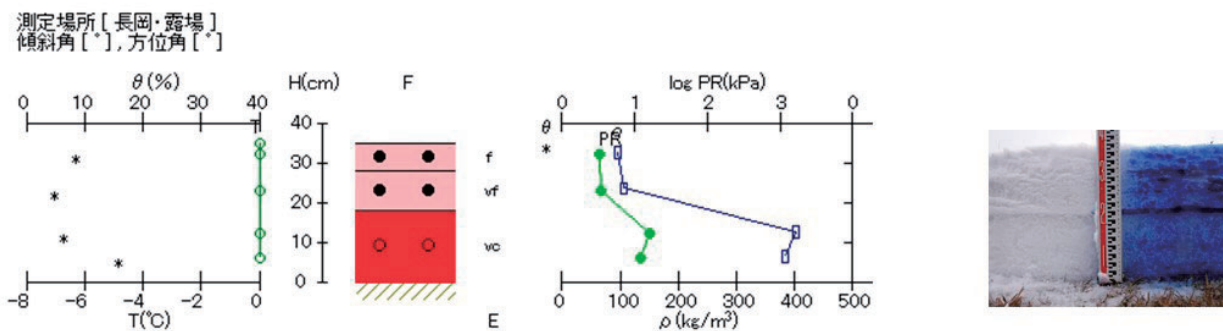 測定場所 [ 長岡・露場 ]
傾斜角 [ ° ] , 方位角 [ ° ]
θ (%) H(cm) F log PR(kPa)
0 10 20 30 40 0 1 2 3 0
T 40 θ PR ρ
* 30 f
20 vf
10 vc
0
-8 -6 -4 -2 0 0 100 200 300 400 500
T(°C) E ρ (kg/m³)